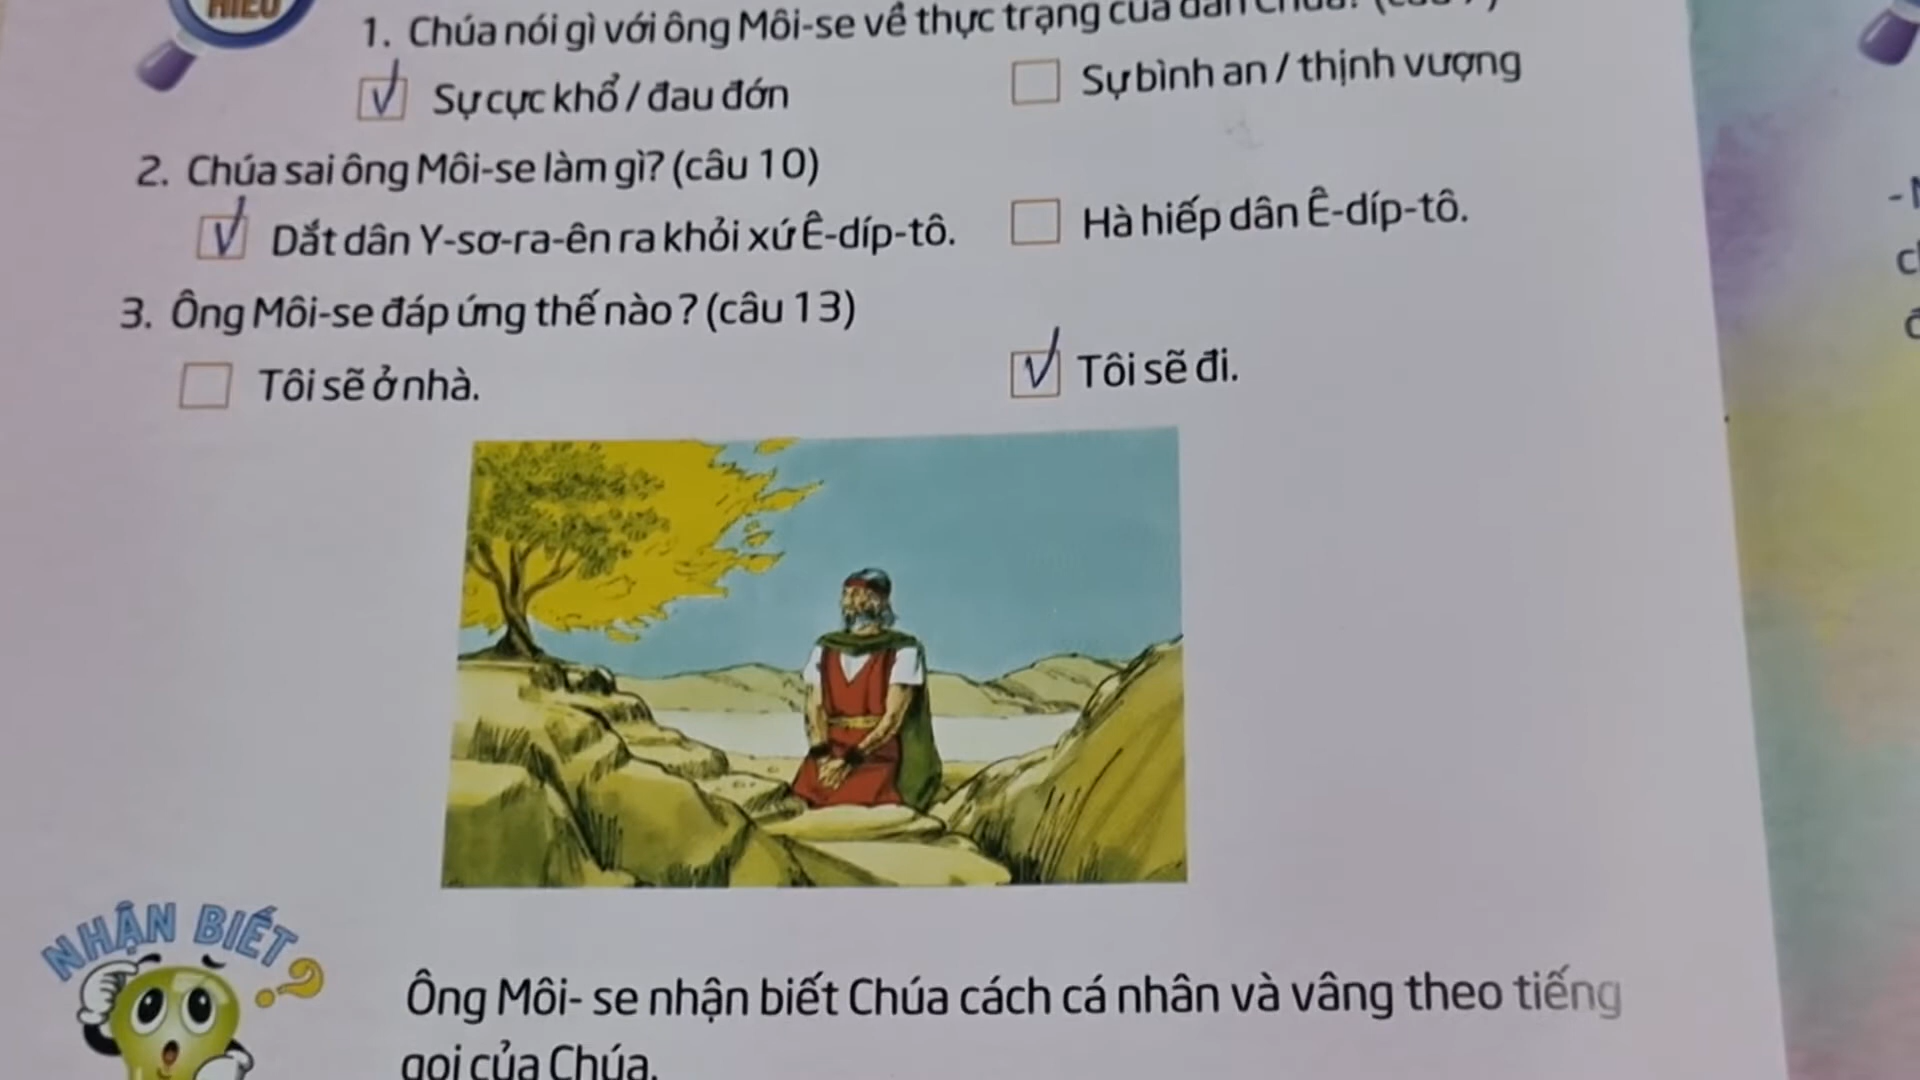 HIỂU
1. Chúa nói gì với ông Môi-se về thực trạng của dân Chúa?
Sự cực khổ / đau đớn
Sự bình an / thịnh vượng
2. Chúa sai ông Môi-se làm gì? (câu 10)
Dắt dân Y-sơ-ra-ên ra khỏi xứ Ê-díp-tô.
Hà hiếp dân Ê-díp-tô.
3. Ông Môi-se đáp ứng thế nào ? (câu 13)
Tôi sẽ ở nhà.
Tôi sẽ đi.
NHẬN BIẾT?
Ông Môi- se nhận biết Chúa cách cá nhân và vâng theo tiếng
gọi của Chúa.